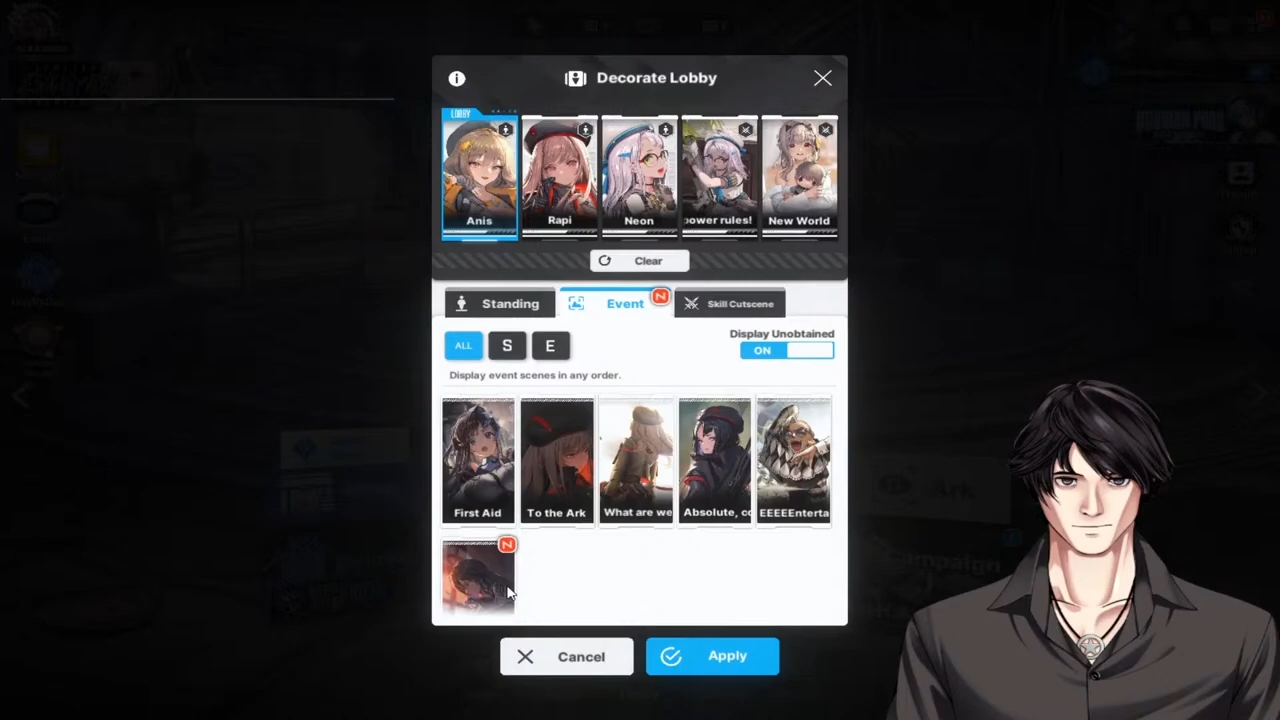 Decorate Lobby
LOBBY
Anis
Rapi
Neon
power rules!
New World
Clear
Standing
Event
N
Skill Cutscene
Display Unobtained
ALL
S
E
ON
Display event scenes in any order.
First Aid
To the Ark
What are we
Absolute, co
EEEEEnterta
N
Cancel
Apply
Ark
campaign